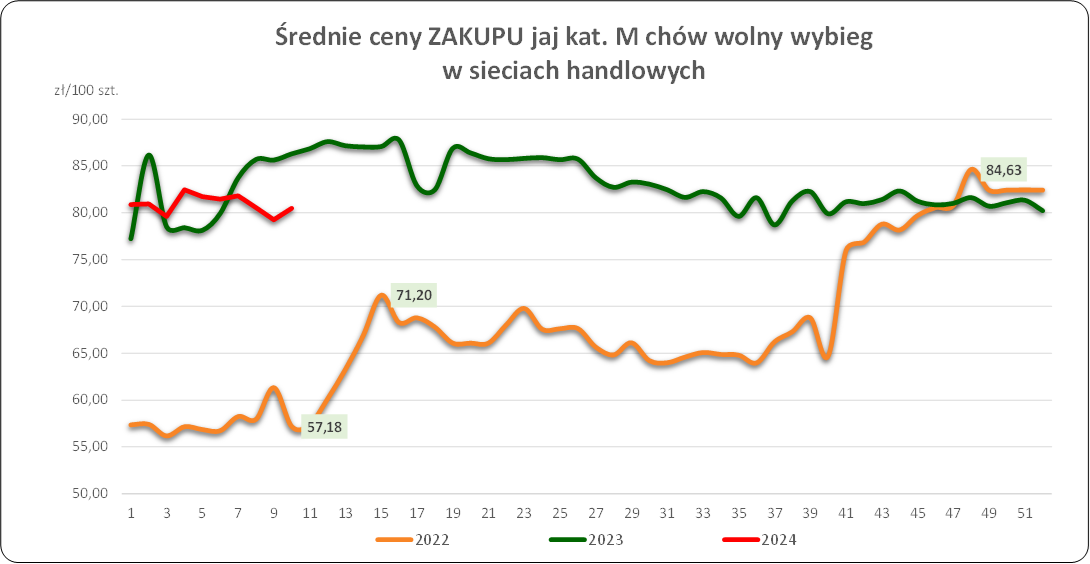 Średnie ceny ZAKUPU jaj kat. M chów wolny wybieg
w sieciach handlowych
zł/100 szt.
90,00
85,00
80,00
75,00
70,00
65,00
60,00
55,00
50,00
84,63
71,20
57,18
1 3 5 7 9 11 13 15 17 19 21 23 25 27 29 31 33 35 37 39 41 43 45 47 49 51
2022 2023 2024